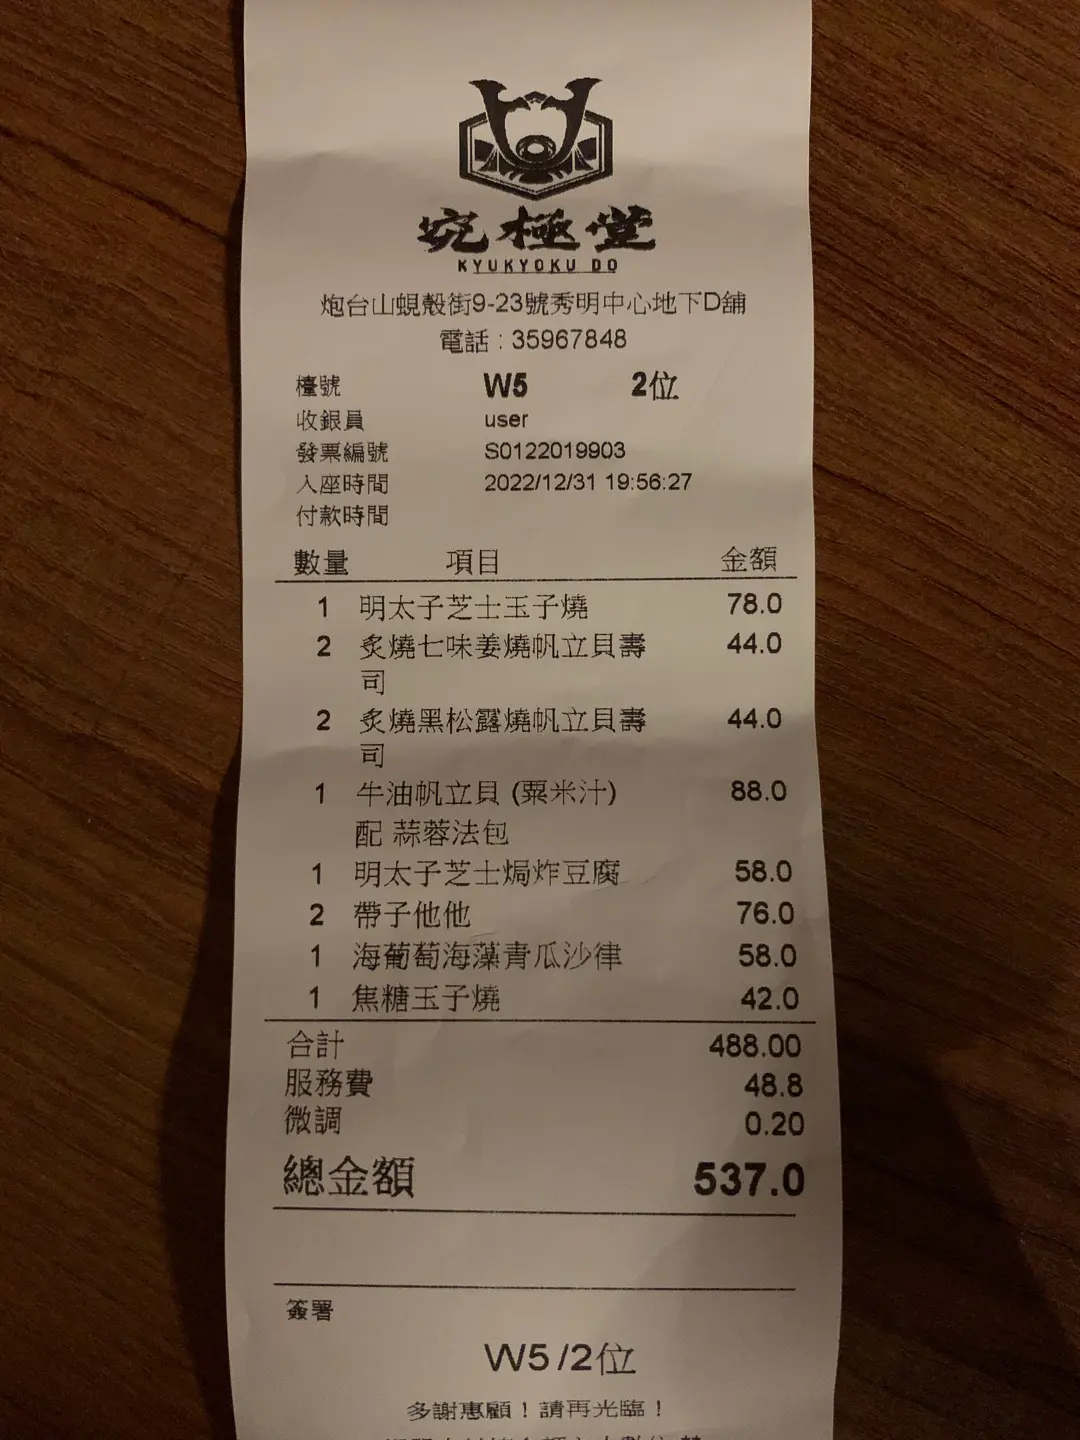 究極堂
KYUKYOKU DO
炮台山蜆殼街9-23號秀明中心地下D舖
電話 : 35967848
檯號 W5 2位
收銀員 user
發票編號 S0122019903
入座時間 2022/12/31 19:56:27
付款時間
數量 項目 金額
1 明太子芝士玉子燒 78.0
2 炙燒七味姜燒帆立貝壽 44.0
司
2 炙燒黑松露燒帆立貝壽 44.0
司
1 牛油帆立貝 (粟米汁) 88.0
配 蒜蓉法包
1 明太子芝士焗炸豆腐 58.0
2 帶子他他 76.0
1 海葡萄海藻青瓜沙律 58.0
1 焦糖玉子燒 42.0
合計 488.00
服務費 48.8
微調 0.20
總金額 537.0
簽署
W5 /2位
多謝惠顧！請再光臨！